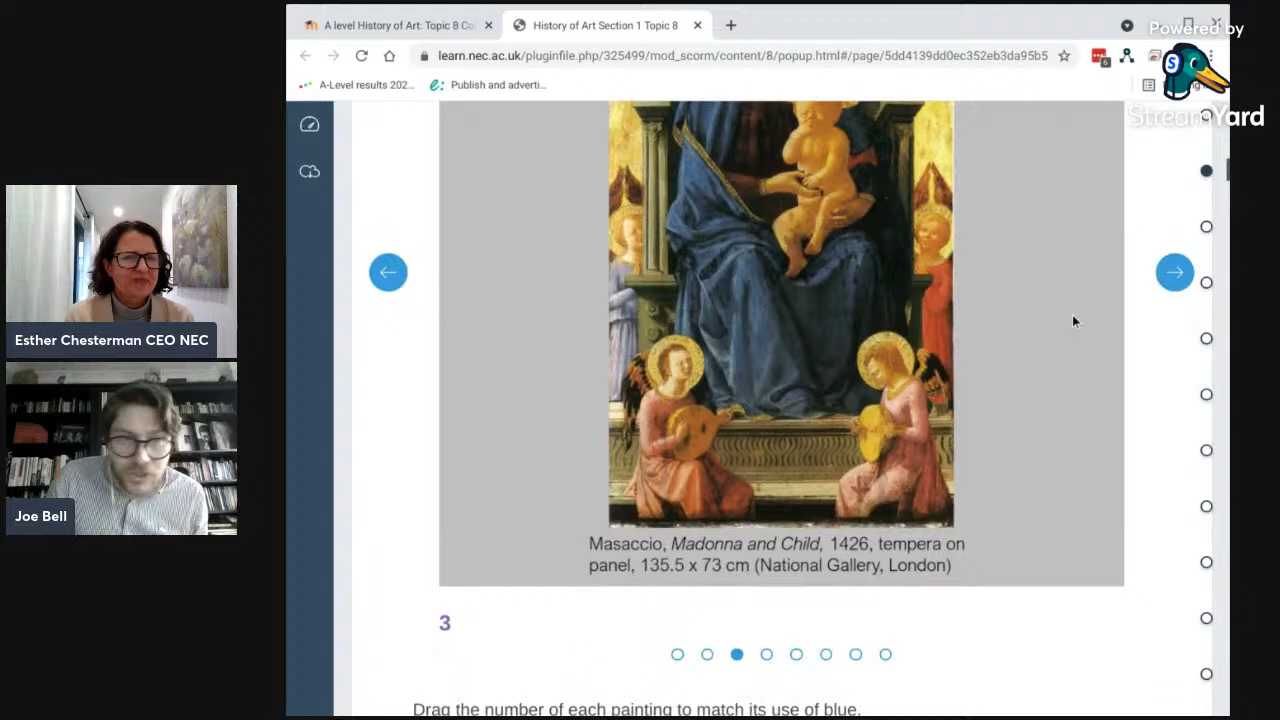 A level History of Art: Topic 8 Co
History of Art Section 1 Topic 8
Powered by
learn.nec.ac.uk/pluginfile.php/325499/mod_scorm/content/8/popup.html#/page/5dd4139dd0ec352eb3da95b5
A-Level results 202...
Publish and adverti...
StreamYard
Esther Chesterman CEO NEC
Joe Bell
Masaccio, Madonna and Child, 1426, tempera on
panel, 135.5 x 73 cm (National Gallery, London)
3
Drag the number of each painting to match its use of blue.